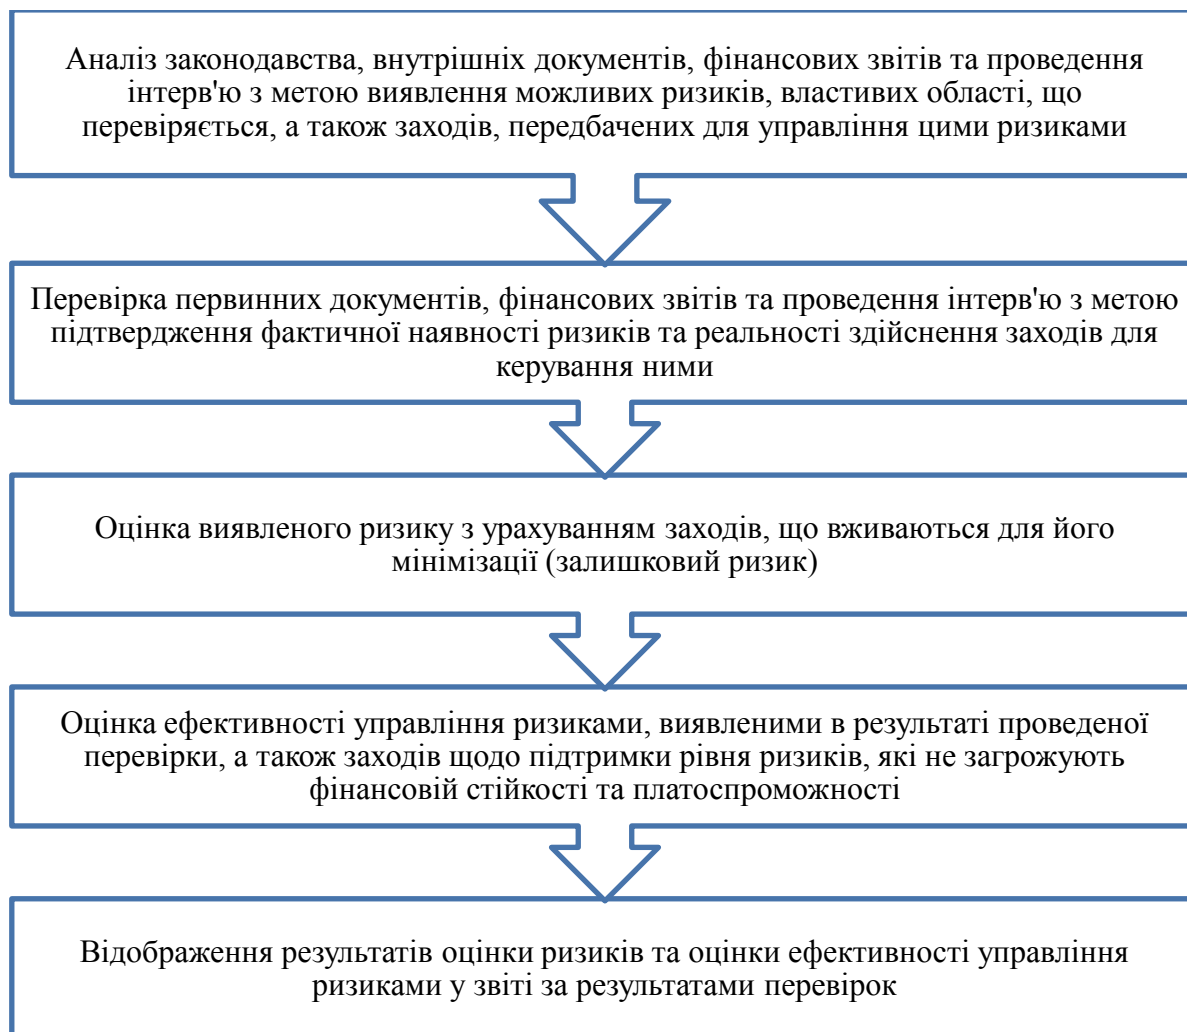 Аналіз законодавства, внутрішніх документів, фінансових звітів та проведення
інтерв'ю з метою виявлення можливих ризиків, властивих області, що
перевіряється, а також заходів, передбачених для управління цими ризиками
Перевірка первинних документів, фінансових звітів та проведення інтерв'ю з метою
підтвердження фактичної наявності ризиків та реальності здійснення заходів для
керування ними
Оцінка виявленого ризику з урахуванням заходів, що вживаються для його
мінімізації (залишковий ризик)
Оцінка ефективності управління ризиками, виявленими в результаті проведеної
перевірки, а також заходів щодо підтримки рівня ризиків, які не загрожують
фінансовій стійкості та платоспроможності
Відображення результатів оцінки ризиків та оцінки ефективності управління
ризиками у звіті за результатами перевірок